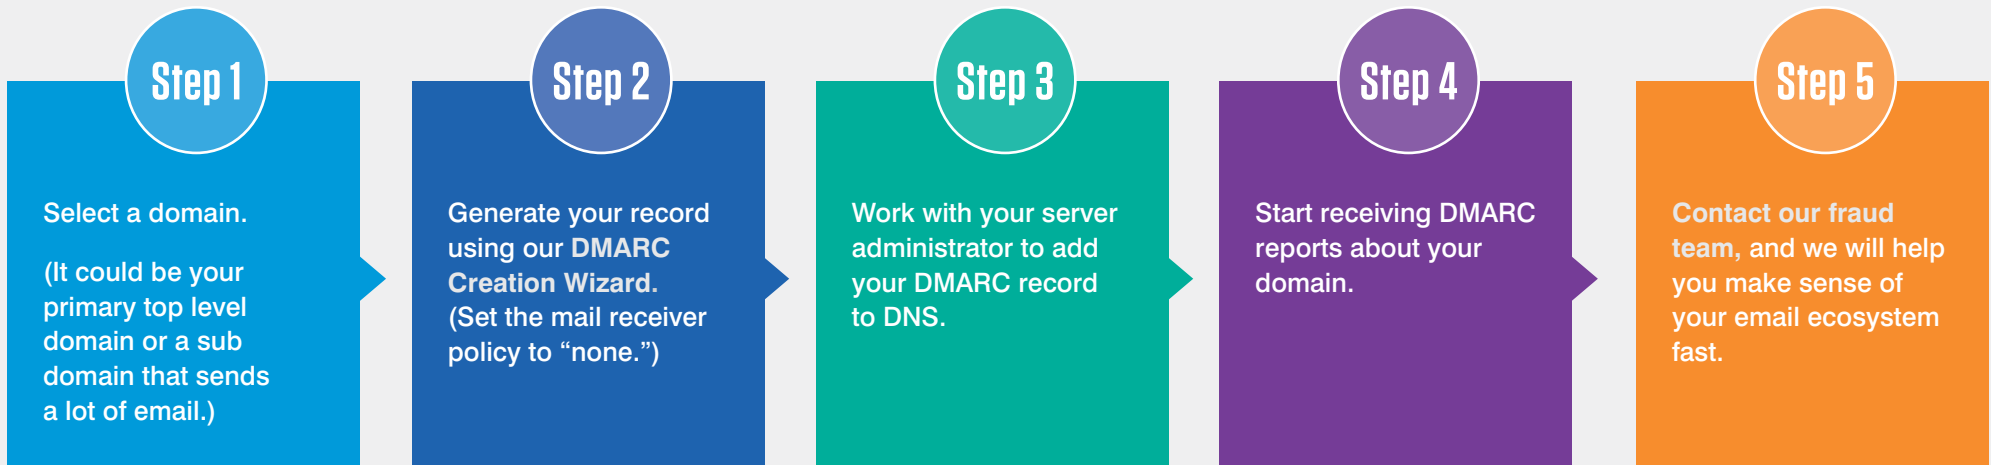 Step 1
Select a domain.
(It could be your
primary top level
domain or a sub
domain that sends
a lot of email.)
Step 2
Generate your record
using our DMARC
Creation Wizard.
(Set the mail receiver
policy to “none.”)
Step 3
Work with your server
administrator to add
your DMARC record
to DNS.
Step 4
Start receiving DMARC
reports about your
domain.
Step 5
Contact our fraud
team, and we will help
you make sense of
your email ecosystem
fast.